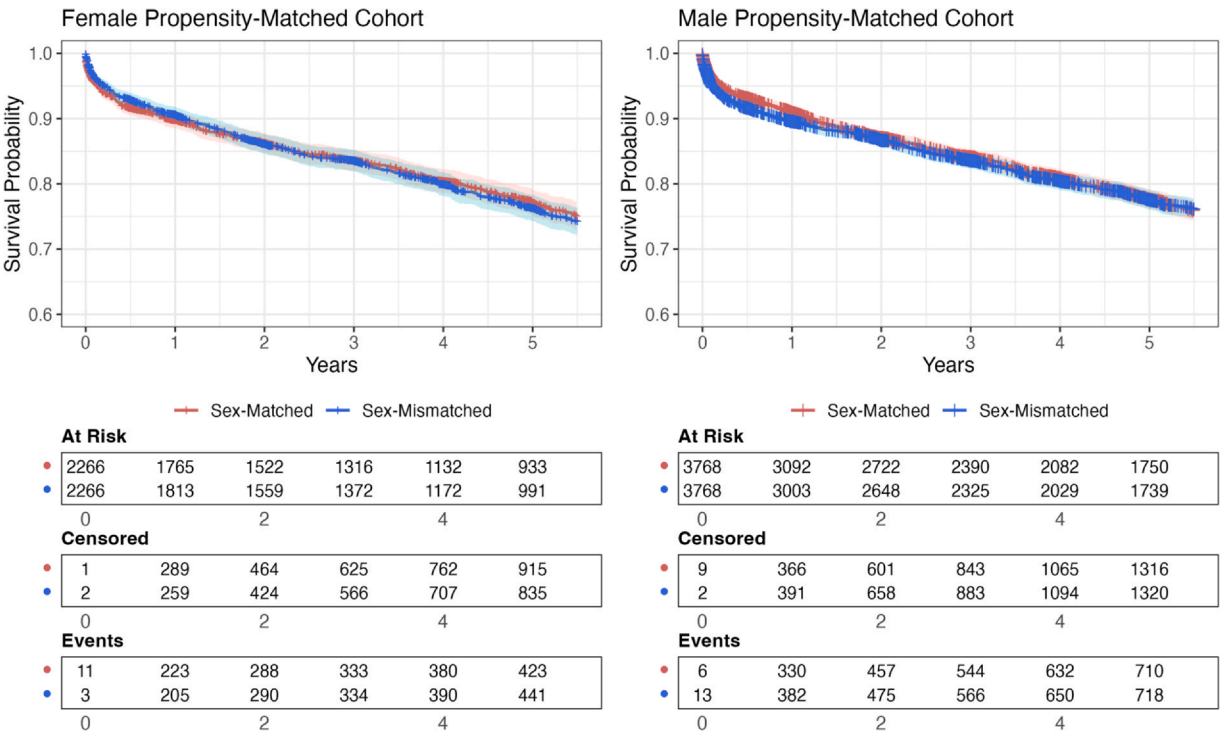 Female Propensity-Matched Cohort
Survival Probability
1.0
0.9
0.8
0.7
0.6
0 1 2 3 4 5
Years
Sex-Matched Sex-Mismatched
At Risk
2266 1765 1522 1316 1132 933
2266 1813 1559 1372 1172 991
0 2 4
Censored
1 289 464 625 762 915
2 259 424 566 707 835
0 2 4
Events
11 223 288 333 380 423
3 205 290 334 390 441
0 2 4
Male Propensity-Matched Cohort
Survival Probability
1.0
0.9
0.8
0.7
0.6
0 1 2 3 4 5
Years
Sex-Matched Sex-Mismatched
At Risk
3768 3092 2722 2390 2082 1750
3768 3003 2648 2325 2029 1739
0 2 4
Censored
9 366 601 843 1065 1316
2 391 658 883 1094 1320
0 2 4
Events
6 330 457 544 632 710
13 382 475 566 650 718
0 2 4